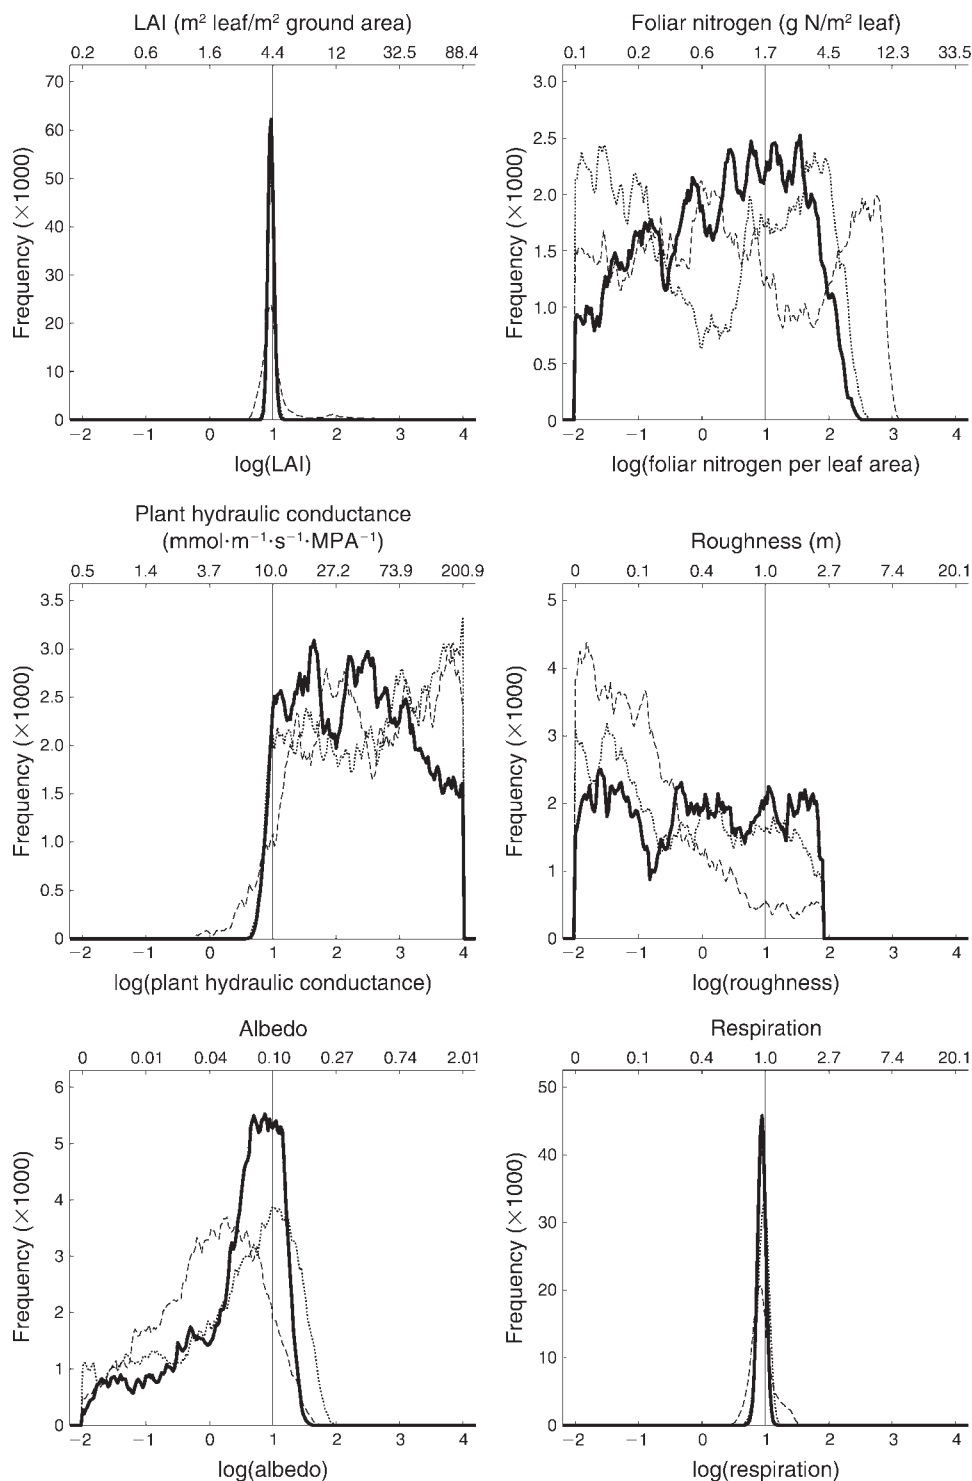 LAI (m² leaf/m² ground area)
0.2 0.6 1.6 4.4 12 32.5 88.4
70
60
50
40
30
20
10
0
Frequency (×1000)
−2 −1 0 1 2 3 4
log(LAI)
Foliar nitrogen (g N/m² leaf)
0.1 0.2 0.6 1.7 4.5 12.3 33.5
3.0
2.5
2.0
1.5
1.0
0.5
0
Frequency (×1000)
−2 −1 0 1 2 3 4
log(foliar nitrogen per leaf area)
Plant hydraulic conductance
(mmol·m⁻¹·s⁻¹·MPA⁻¹)
0.5 1.4 3.7 10.0 27.2 73.9 200.9
3.5
3.0
2.5
2.0
1.5
1.0
0.5
0
Frequency (×1000)
−2 −1 0 1 2 3 4
log(plant hydraulic conductance)
Roughness (m)
0 0.1 0.4 1.0 2.7 7.4 20.1
5
4
3
2
1
0
Frequency (×1000)
−2 −1 0 1 2 3 4
log(roughness)
Albedo
0 0.01 0.04 0.10 0.27 0.74 2.01
6
5
4
3
2
1
0
Frequency (×1000)
−2 −1 0 1 2 3 4
log(albedo)
Respiration
0 0.1 0.4 1.0 2.7 7.4 20.1
50
40
30
20
10
0
Frequency (×1000)
−2 −1 0 1 2 3 4
log(respiration)